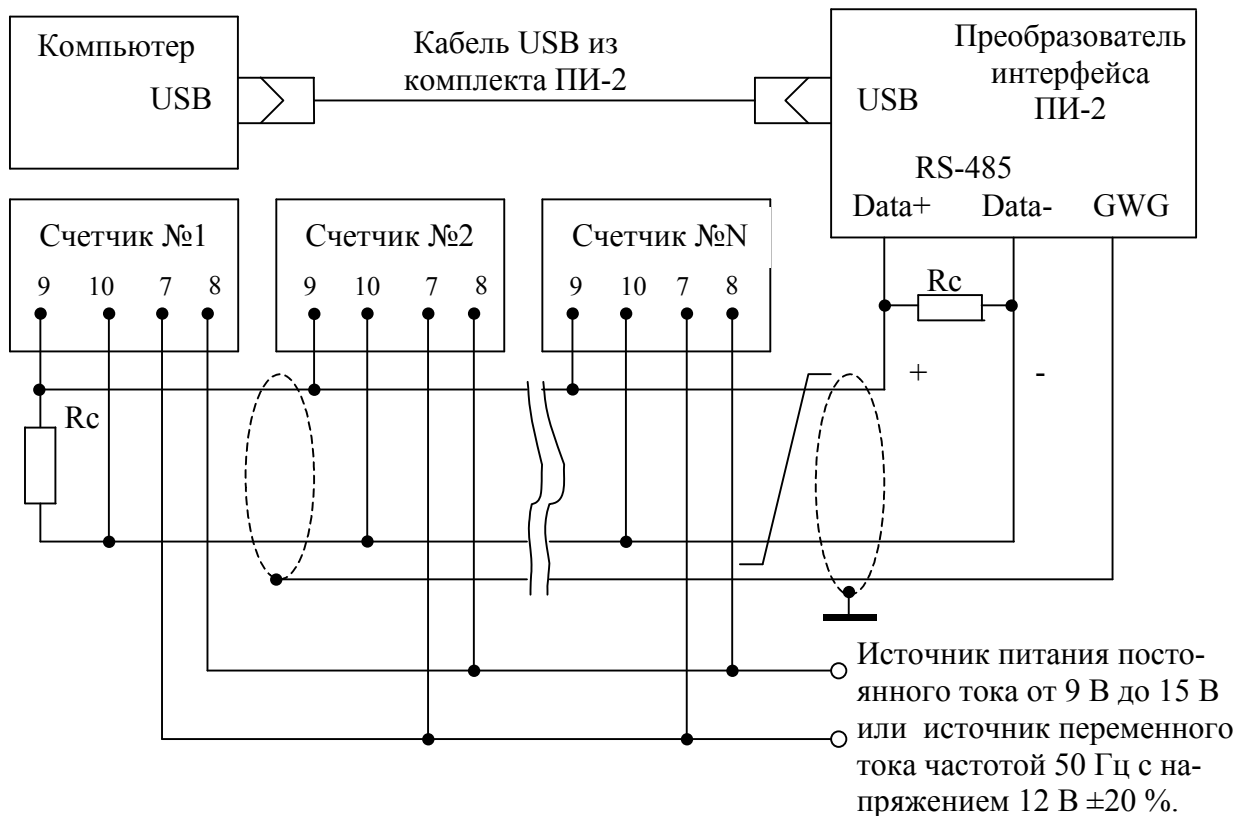 Компьютер
USB
Кабель USB из
комплекта ПИ-2
Преобразователь
интерфейса
ПИ-2
USB
RS-485
Data+ Data- GWG
Счетчик №1
9 10 7 8
Счетчик №2
9 10 7 8
Счетчик №N
9 10 7 8
Rc
+ -
Rc
Источник питания посто-
янного тока от 9 В до 15 В
или источник переменного
тока частотой 50 Гц с на-
пряжением 12 В ±20 %.